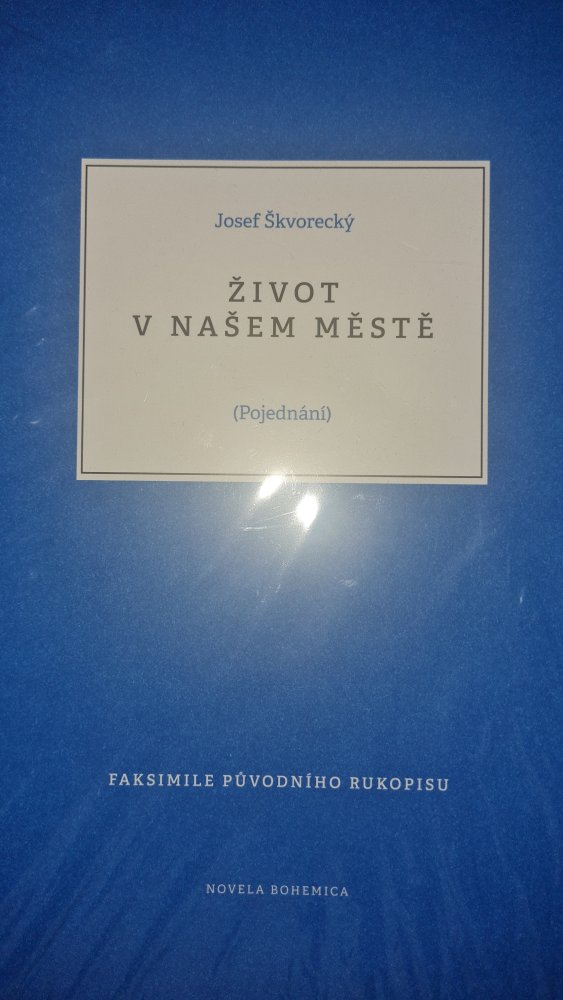 Josef Škvorecký
ŽIVOT
V NAŠEM MĚSTĚ
(Pojednání)
FAKSIMILE PŮVODNÍHO RUKOPISU
NOVELA BOHEMICA